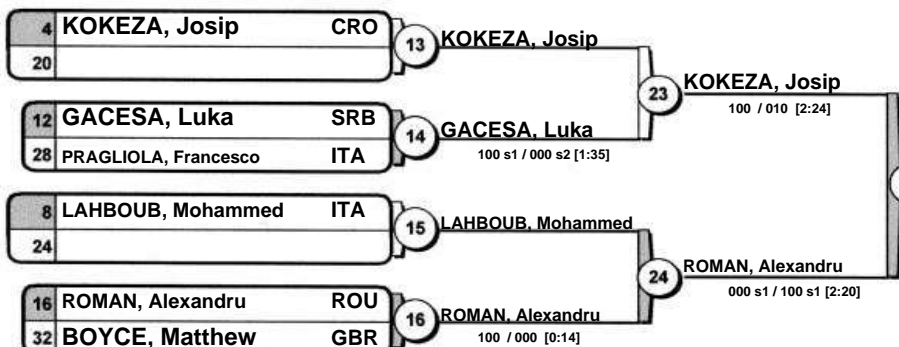 4 KOKEZA, Josip CRO
20
13
KOKEZA, Josip
12 GACESA, Luka SRB
28 PRAGLIOLA, Francesco ITA
14
GACESA, Luka
100 s1 / 000 s2 [1:35]
23
KOKEZA, Josip
100 / 010 [2:24]
8 LAHBOUB, Mohammed ITA
24
15
LAHBOUB, Mohammed
16 ROMAN, Alexandru ROU
32 BOYCE, Matthew GBR
16
ROMAN, Alexandru
100 / 000 [0:14]
24
ROMAN, Alexandru
000 s1 / 100 s1 [2:20]